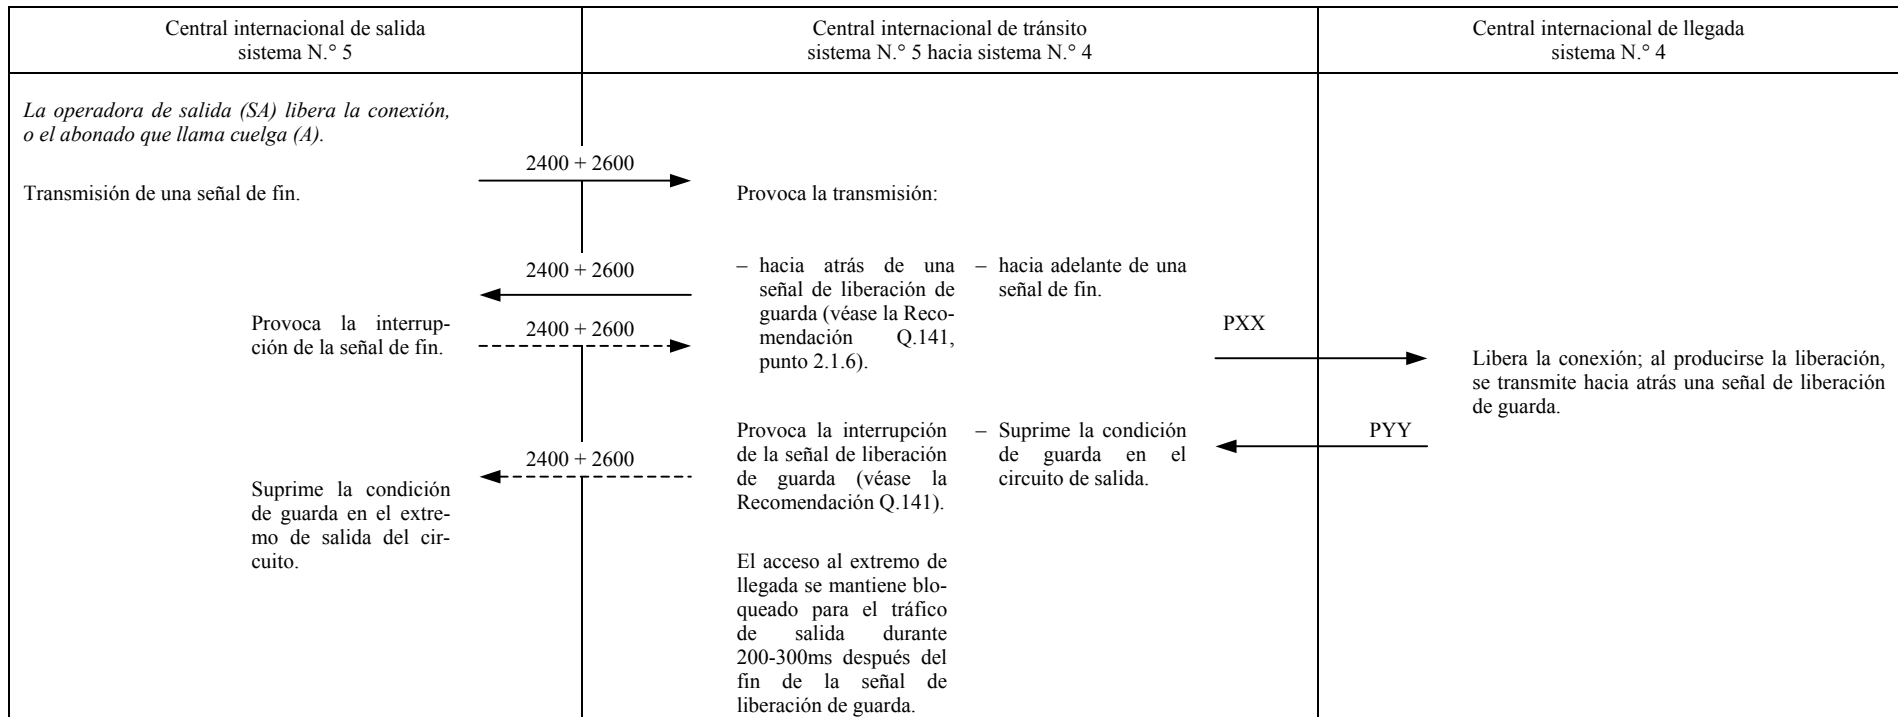 Central internacional de salida
sistema N.° 5
Central internacional de tránsito
sistema N.° 5 hacia sistema N.° 4
Central internacional de llegada
sistema N.° 4
La operadora de salida (SA) libera la conexión,
o el abonado que llama cuelga (A).
2400 + 2600
Transmisión de una señal de fin.
Provoca la transmisión:
2400 + 2600
– hacia atrás de una
señal de liberación de
guarda (véase la Reco-
mendación Q.141,
punto 2.1.6).
– hacia adelante de una
señal de fin.
Provoca la interrup-
ción de la señal de fin.
2400 + 2600
PXX
Libera la conexión; al producirse la liberación,
se transmite hacia atrás una señal de liberación
de guarda.
Provoca la interrupción
de la señal de liberación
de guarda (véase la
Recomendación Q.141).
– Suprime la condición
de guarda en el
circuito de salida.
PYY
2400 + 2600
Suprime la condición
de guarda en el extre-
mo de salida del cir-
cuito.
El acceso al extremo de
llegada se mantiene blo-
queado para el tráfico
de salida durante
200-300ms después del
fin de la señal de
liberación de guarda.